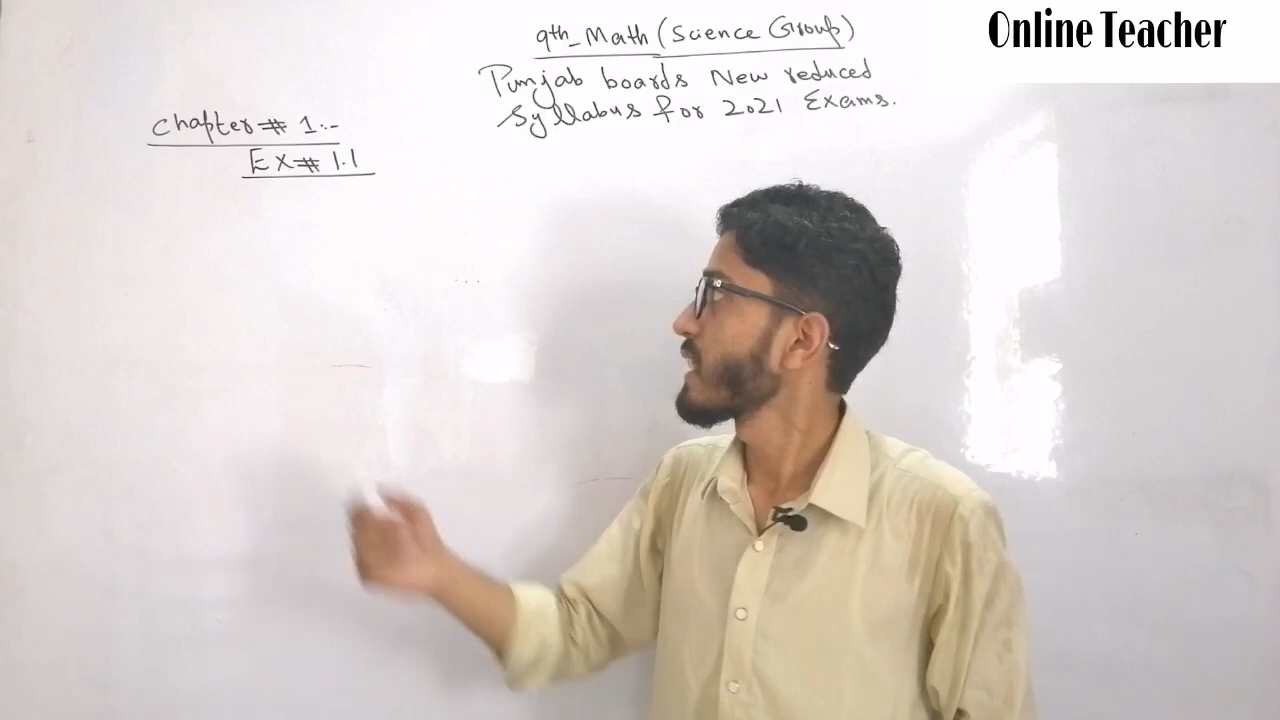 Online Teacher
9th_Math (Science Group)
Punjab boards New reduced
Syllabus for 2021 Exams.
Chapter # 1:-
Ex # 1.1